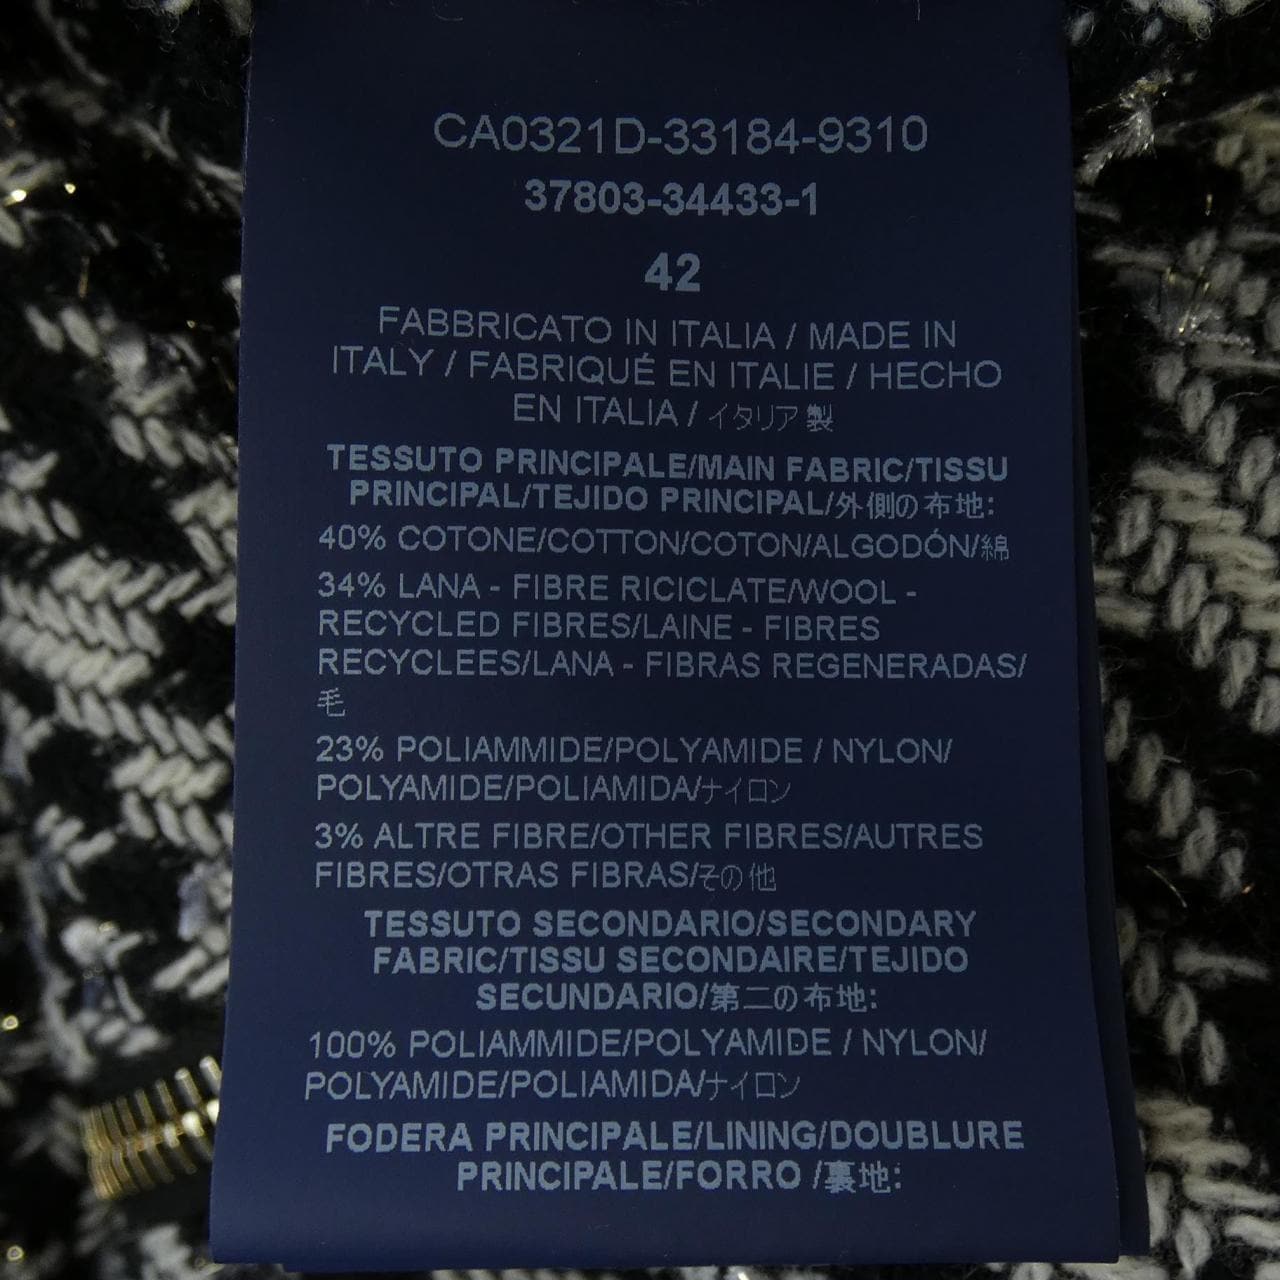 CA0321D-33184-9310
37803-34433-1
42
FABBRICATO IN ITALIA / MADE IN
ITALY / FABRIQUÉ EN ITALIE / HECHO
EN ITALIA / イタリア製
TESSUTO PRINCIPALE/MAIN FABRIC/TISSU
PRINCIPAL/TEJIDO PRINCIPAL/外側の布地:
40% COTONE/COTTON/COTON/ALGODÓN/綿
34% LANA - FIBRE RICICLATE/WOOL -
RECYCLED FIBRES/LAINE - FIBRES
RECYCLEES/LANA - FIBRAS REGENERADAS/
毛
23% POLIAMMIDE/POLYAMIDE / NYLON/
POLYAMIDE/POLIAMIDA/ナイロン
3% ALTRE FIBRE/OTHER FIBRES/AUTRES
FIBRES/OTRAS FIBRAS/その他
TESSUTO SECONDARIO/SECONDARY
FABRIC/TISSU SECONDAIRE/TEJIDO
SECUNDARIO/第二の布地:
100% POLIAMMIDE/POLYAMIDE / NYLON/
POLYAMIDE/POLIAMIDA/ナイロン
FODERA PRINCIPALE/LINING/DOUBLURE
PRINCIPALE/FORRO /裏地: